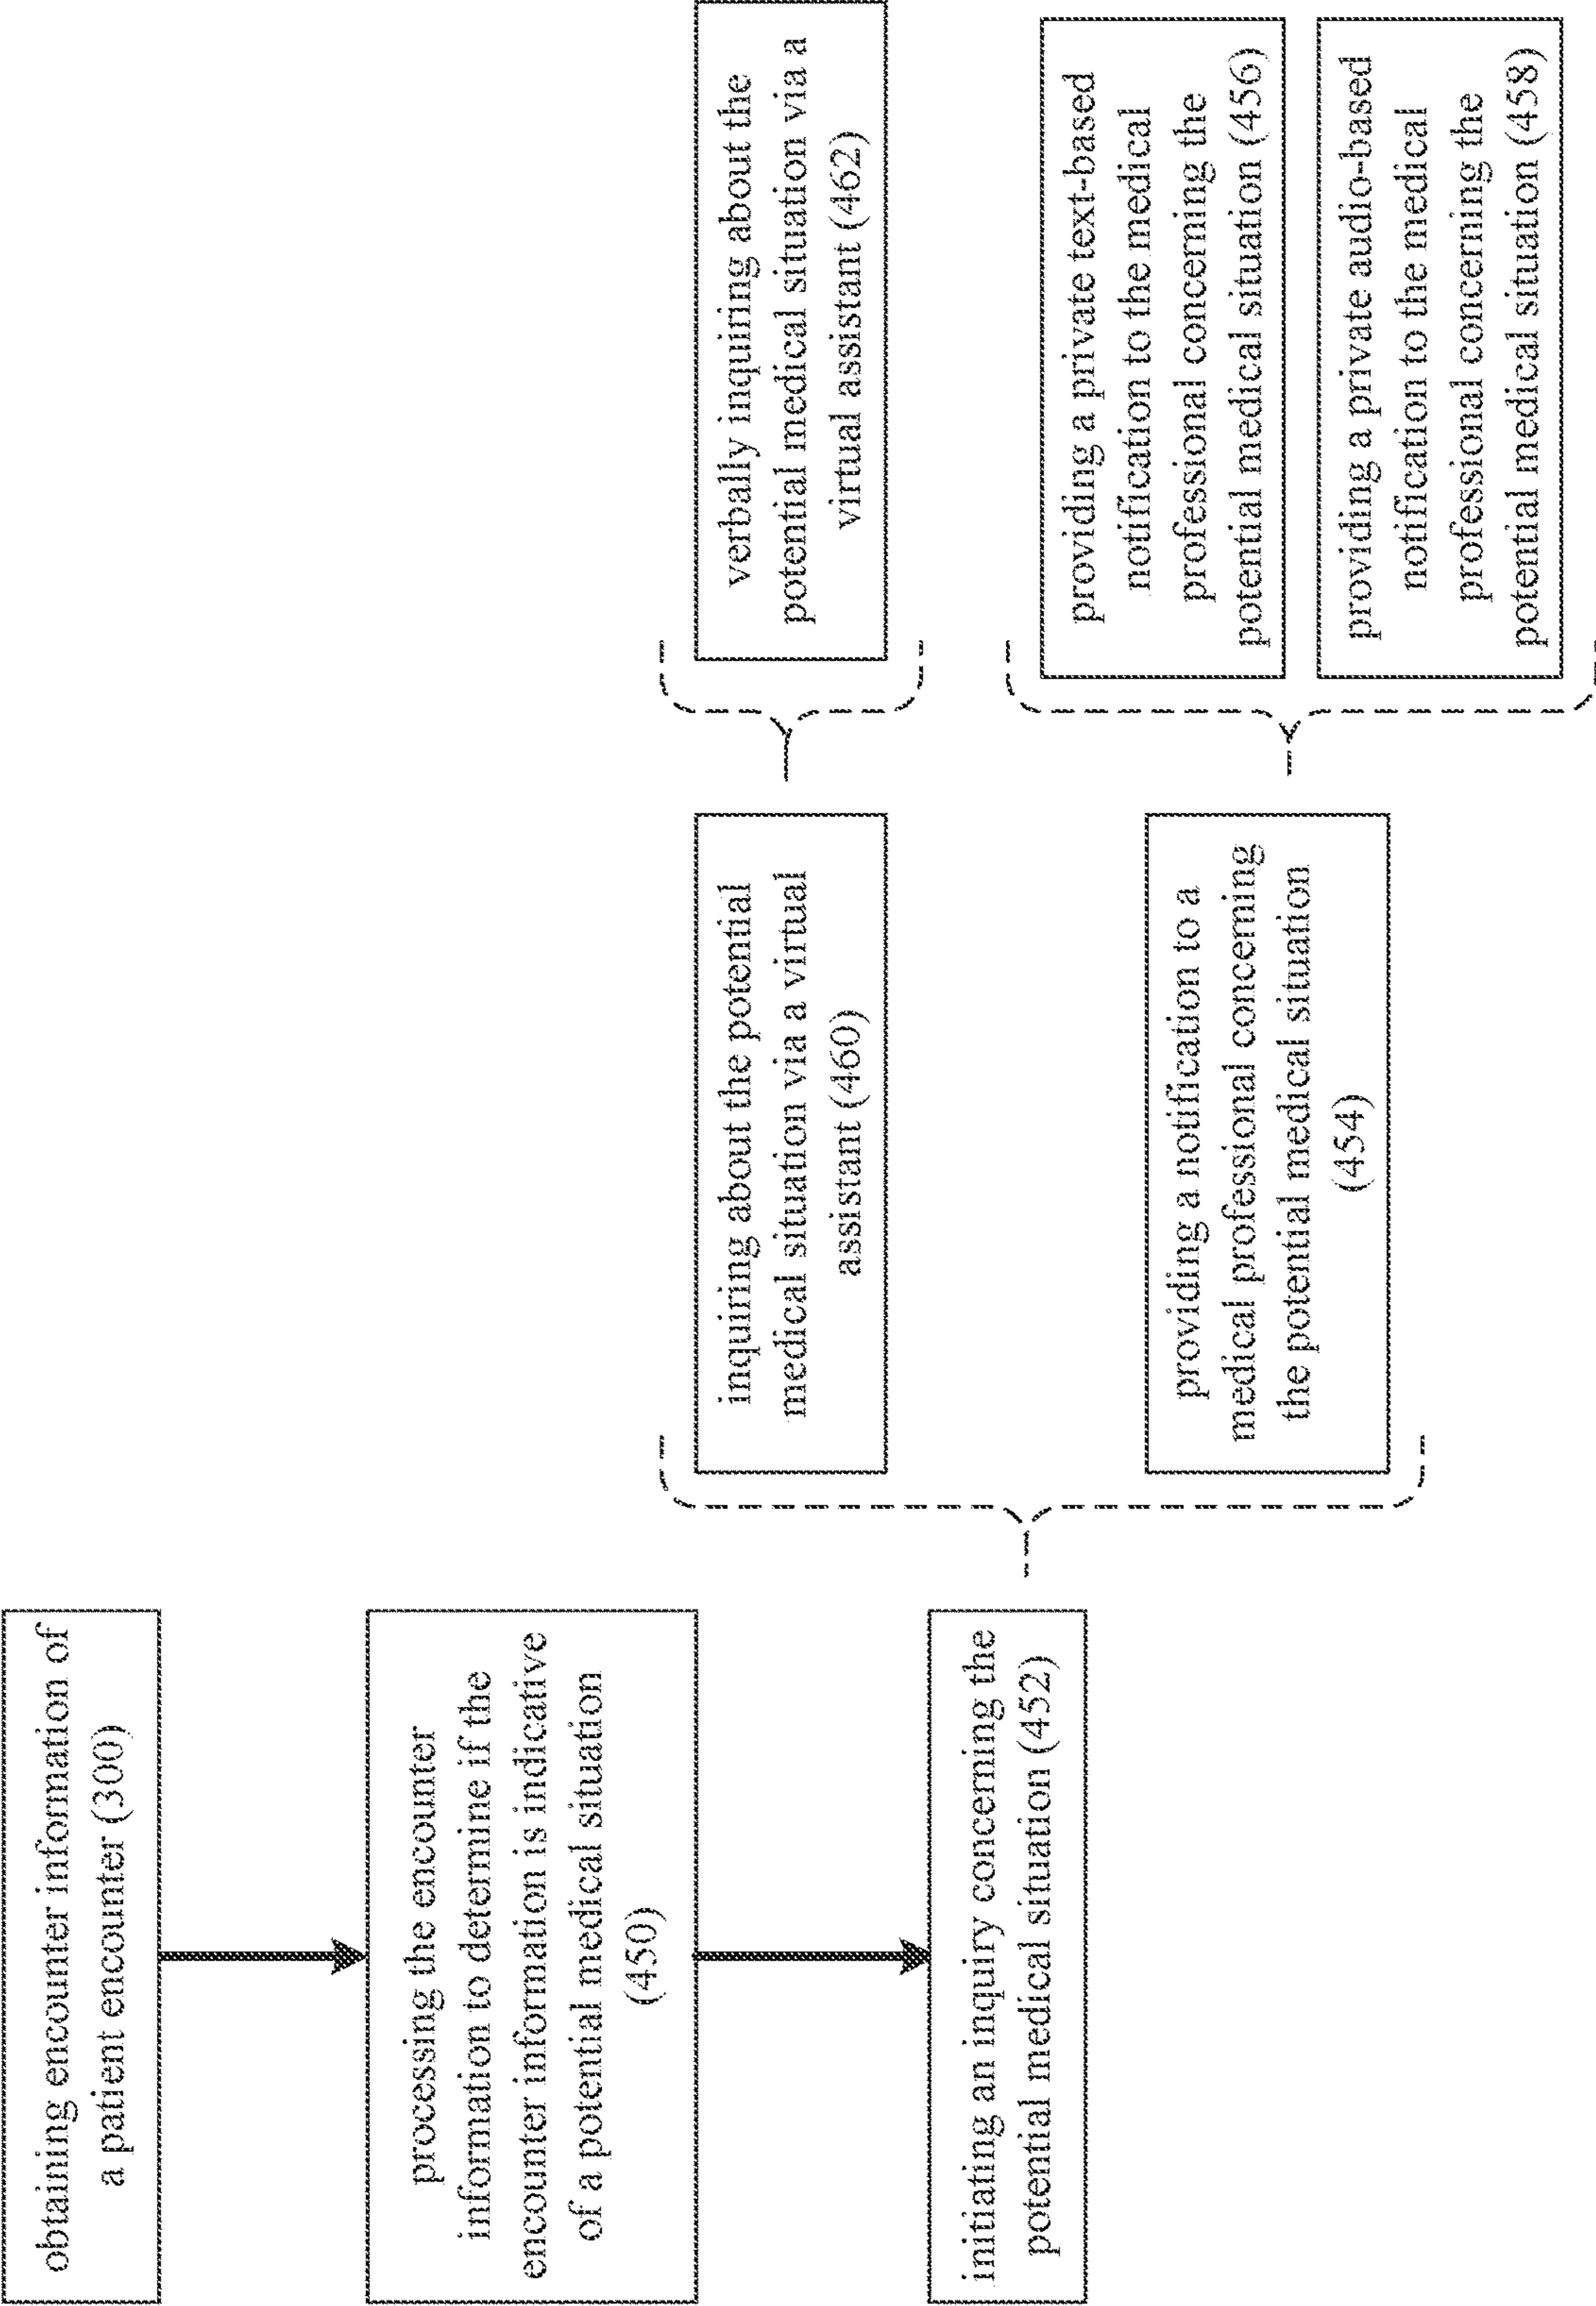 obtaining encounter information of
a patient encounter (300)
processing the encounter
information to determine if the
encounter information is indicative
of a potential medical situation
(450)
initiating an inquiry concerning the
potential medical situation (452)
inquiring about the potential
medical situation via a virtual
assistant (460)
providing a notification to a
medical professional concerning
the potential medical situation
(454)
verbally inquiring about the
potential medical situation via a
virtual assistant (462)
providing a private text-based
notification to the medical
professional concerning the
potential medical situation (456)
providing a private audio-based
notification to the medical
professional concerning the
potential medical situation (458)